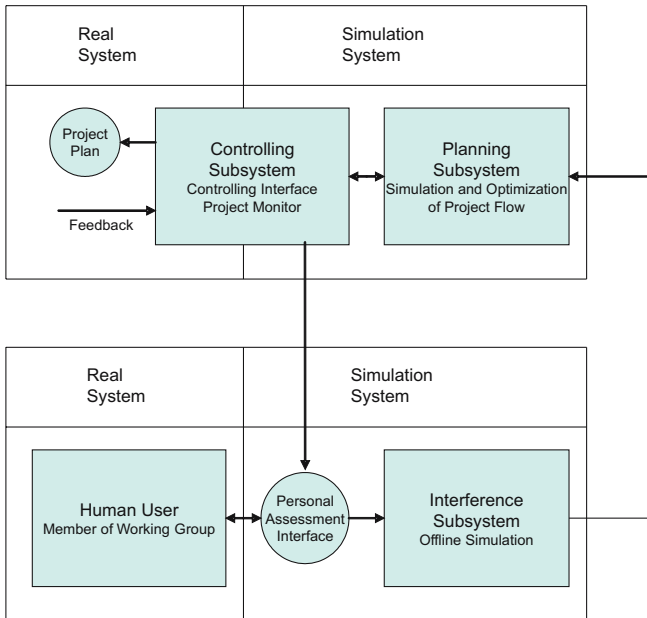 Real
System
Simulation
System
Project
Plan
Controlling
Subsystem
Controlling Interface
Project Monitor
Planning
Subsystem
Simulation and Optimization
of Project Flow
Feedback
Real
System
Simulation
System
Human User
Member of Working Group
Personal
Assessment
Interface
Interference
Subsystem
Offline Simulation